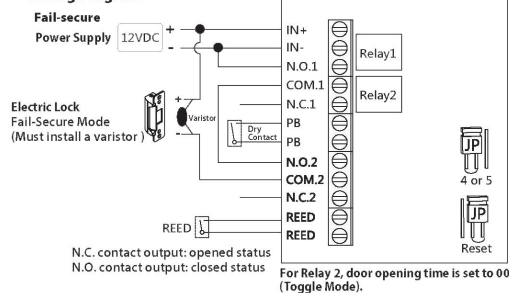 Fail-secure
Power Supply
12VDC
+
-
Electric Lock
Fail-Secure Mode
(Must install a varistor )
+
Varistor
-
Dry
Contact
REED
N.C. contact output: opened status
N.O. contact output: closed status
IN+
IN-
N.O.1
COM.1
N.C.1
PB
PB
N.O.2
COM.2
N.C.2
REED
REED
Relay1
Relay2
JP
4 or 5
JP
Reset
For Relay 2, door opening time is set to 00
(Toggle Mode).